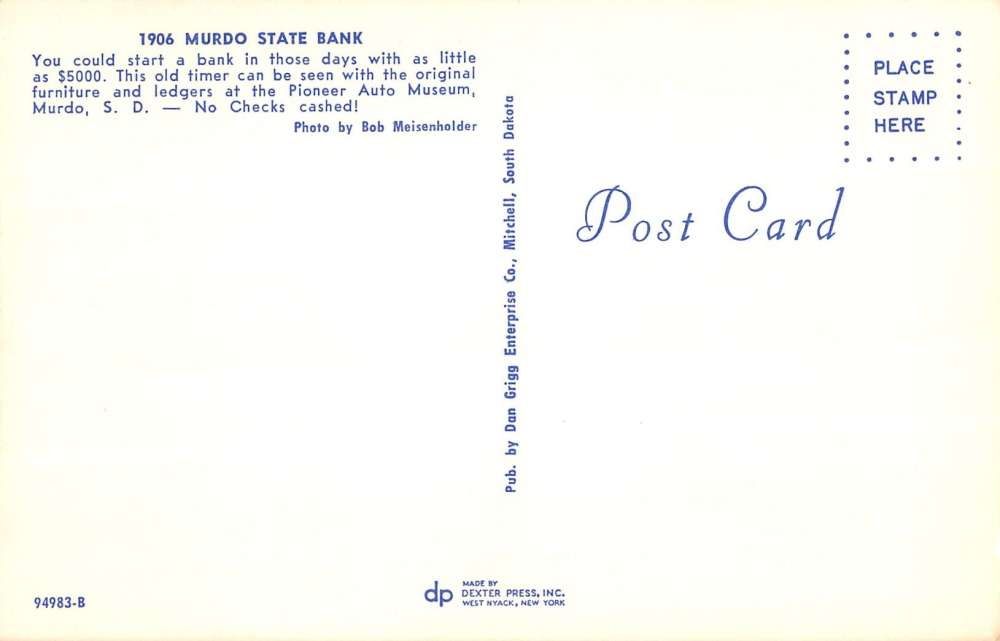 1906 MURDO STATE BANK
You could start a bank in those days with as little
as $5000. This old timer can be seen with the original
furniture and ledgers at the Pioneer Auto Museum,
Murdo, S. D. — No Checks cashed!
Photo by Bob Meisenholder
Pub. by Dan Grigg Enterprise Co., Mitchell, South Dakota
PLACE
STAMP
HERE
Post Card
94983-B
dp
MADE BY
DEXTER PRESS, INC.
WEST NYACK, NEW YORK